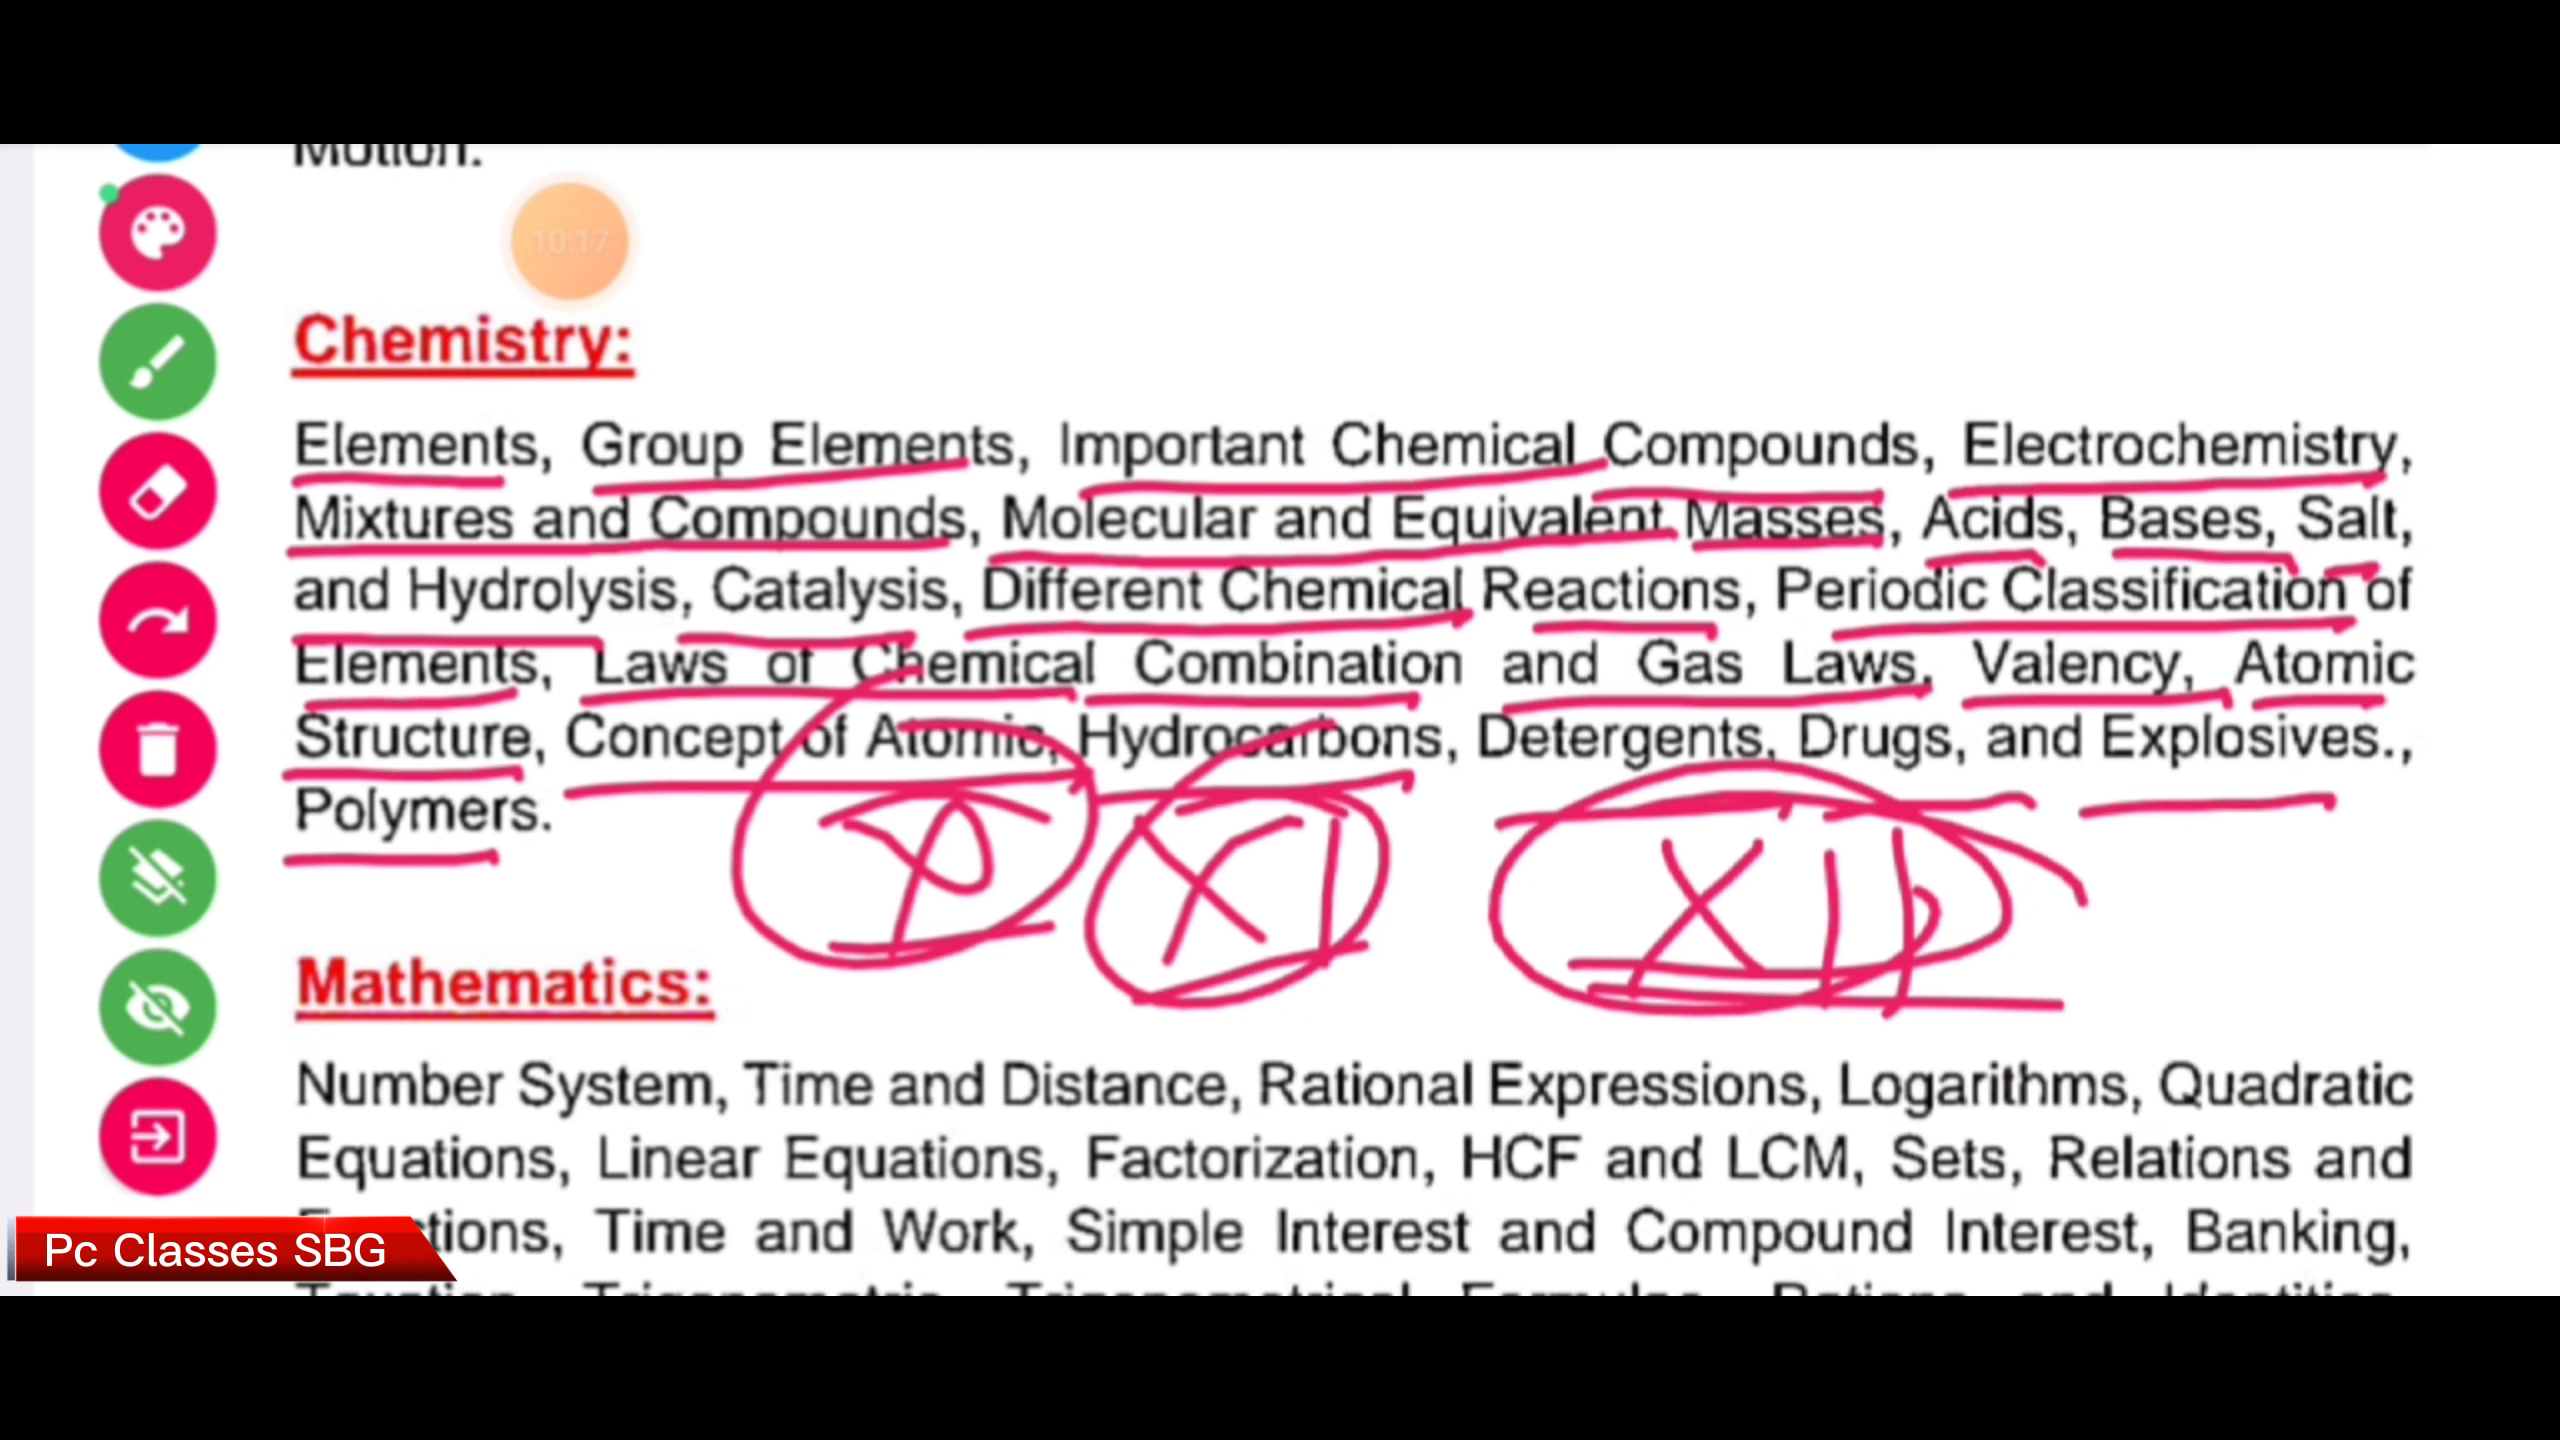 Motion.
10:17
Chemistry:
Elements, Group Elements, Important Chemical Compounds, Electrochemistry,
Mixtures and Compounds, Molecular and Equivalent Masses, Acids, Bases, Salt,
and Hydrolysis, Catalysis, Different Chemical Reactions, Periodic Classification of
Elements, Laws of Chemical Combination and Gas Laws, Valency, Atomic
Structure, Concept of Atomic, Hydrocarbons, Detergents, Drugs, and Explosives.,
Polymers.
X XI XII
Mathematics:
Number System, Time and Distance, Rational Expressions, Logarithms, Quadratic
Equations, Linear Equations, Factorization, HCF and LCM, Sets, Relations and
tions, Time and Work, Simple Interest and Compound Interest, Banking,
Pc Classes SBG